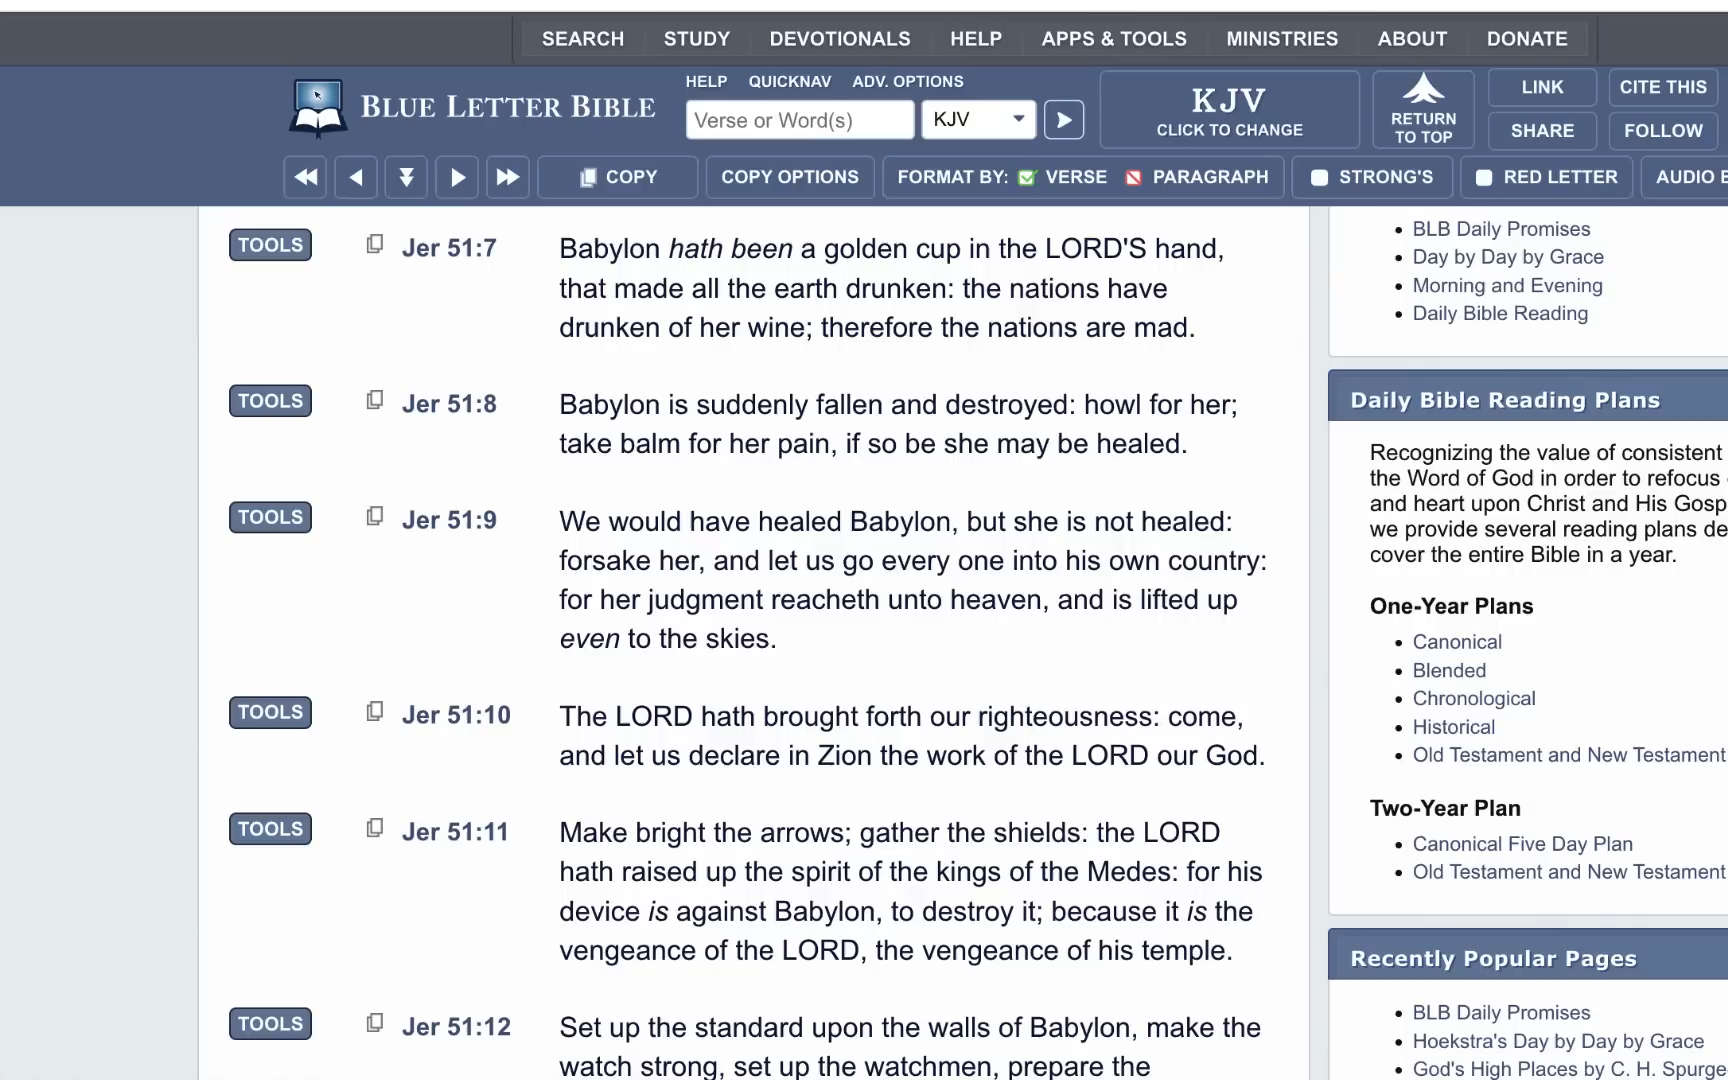 SEARCH STUDY DEVOTIONALS HELP APPS & TOOLS MINISTRIES ABOUT DONATE
BLUE LETTER BIBLE
HELP QUICKNAV ADV. OPTIONS
Verse or Word(s) KJV
KJV
CLICK TO CHANGE
RETURN
TO TOP
LINK CITE THIS
SHARE FOLLOW
COPY COPY OPTIONS FORMAT BY: VERSE PARAGRAPH STRONG'S RED LETTER AUDIO
TOOLS Jer 51:7 Babylon hath been a golden cup in the LORD'S hand,
that made all the earth drunken: the nations have
drunken of her wine; therefore the nations are mad.
TOOLS Jer 51:8 Babylon is suddenly fallen and destroyed: howl for her;
take balm for her pain, if so be she may be healed.
TOOLS Jer 51:9 We would have healed Babylon, but she is not healed:
forsake her, and let us go every one into his own country:
for her judgment reacheth unto heaven, and is lifted up
even to the skies.
TOOLS Jer 51:10 The LORD hath brought forth our righteousness: come,
and let us declare in Zion the work of the LORD our God.
TOOLS Jer 51:11 Make bright the arrows; gather the shields: the LORD
hath raised up the spirit of the kings of the Medes: for his
device is against Babylon, to destroy it; because it is the
vengeance of the LORD, the vengeance of his temple.
TOOLS Jer 51:12 Set up the standard upon the walls of Babylon, make the
watch strong, set up the watchmen, prepare the
BLB Daily Promises
Day by Day by Grace
Morning and Evening
Daily Bible Reading
Daily Bible Reading Plans
Recognizing the value of consistent
the Word of God in order to refocus
and heart upon Christ and His Gosp
we provide several reading plans de
cover the entire Bible in a year.
One-Year Plans
Canonical
Blended
Chronological
Historical
Old Testament and New Testament
Two-Year Plan
Canonical Five Day Plan
Old Testament and New Testament
Recently Popular Pages
BLB Daily Promises
Hoekstra's Day by Day by Grace
God's High Places by C. H. Spurge